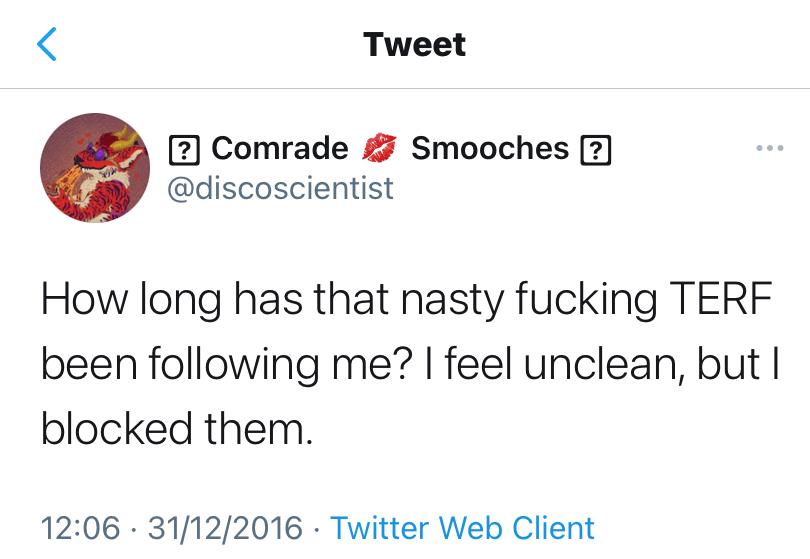 Tweet
? Comrade 💋 Smooches ?
@discoscientist
How long has that nasty fucking TERF
been following me? I feel unclean, but I
blocked them.
12:06 · 31/12/2016 · Twitter Web Client